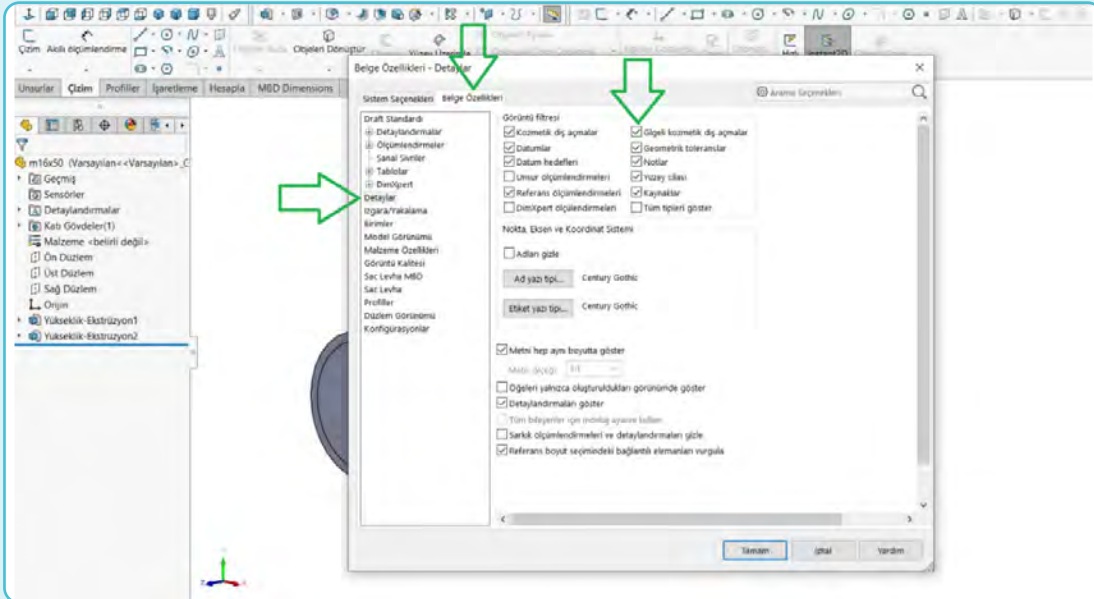 Çizim Akıllı ölçümlendirme
Objeleri Dönüştür
Yüzey Üzerinde
Instant2D
Unsurlar Çizim Profiller İşaretleme Hesapla MBD Dimensions
m16x50 (Varsayılan<<Varsayılan>_
Geçmiş
Sensörler
Detaylandırmalar
Katı Gövdeler(1)
Malzeme <belirli değil>
Ön Düzlem
Üst Düzlem
Sağ Düzlem
Orijin
Yükseklik-Ekstrüzyon1
Yükseklik-Ekstrüzyon2
Belge Özellikleri - Detaylar
Sistem Seçenekleri Belge Özellikleri
Arama Seçenekleri
Draft Standardı
Detaylandırmalar
Ölçümlendirmeler
Sanal Sivriler
Tablolar
DimXpert
Detaylar
Izgara/Yakalama
Birimler
Model Görünümü
Malzeme Özellikleri
Görüntü Kalitesi
Sac Levha MBD
Sac Levha
Profiller
Düzlem Görünümü
Konfigürasyonlar
Görüntü filtresi
Kozmetik diş açmalar
Gölgeli kozmetik diş açmalar
Datumlar
Geometrik toleranslar
Datum hedefleri
Notlar
Unsur ölçümlendirmeleri
Yüzey cilası
Referans ölçümlendirmeleri
Kaynaklar
DimXpert ölçülendirmeleri
Tüm tipleri göster
Nokta, Eksen ve Koordinat Sistemi
Adları gizle
Ad yazı tipi... Century Gothic
Etiket yazı tipi... Century Gothic
Metni hep aynı boyutta göster
Metin ölçeği: 1:1
Öğeleri yalnızca oluşturuldukları görünümde göster
Detaylandırmaları göster
Tüm bileşenler için montaj ayarını kullan
Sarkık ölçümlendirmeleri ve detaylandırmaları gizle
Referans boyut seçimindeki bağlantılı elemanları vurgula
Tamam İptal Yardım